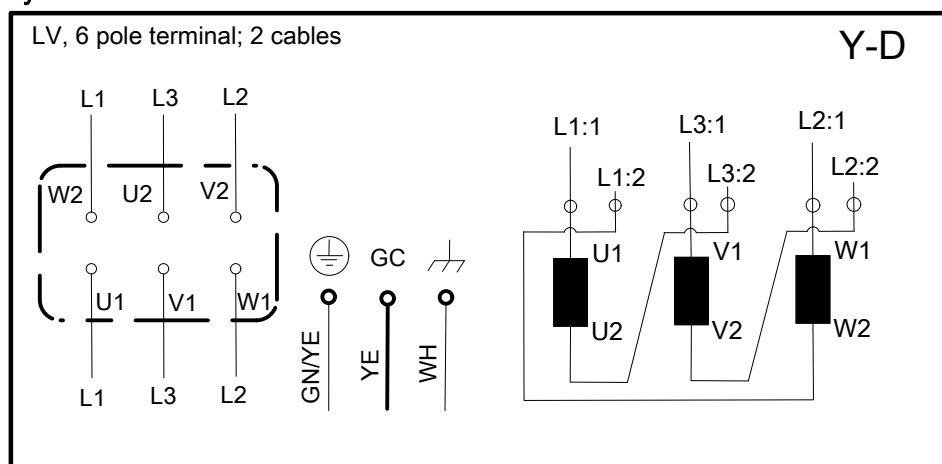 LV, 6 pole terminal; 2 cables
Y-D
L1 L3 L2
W2 U2 V2
U1 V1 W1
L1 L3 L2
GC
GN/YE YE WH
L1:1 L3:1 L2:1
L1:2 L3:2 L2:2
U1 V1 W1
U2 V2 W2